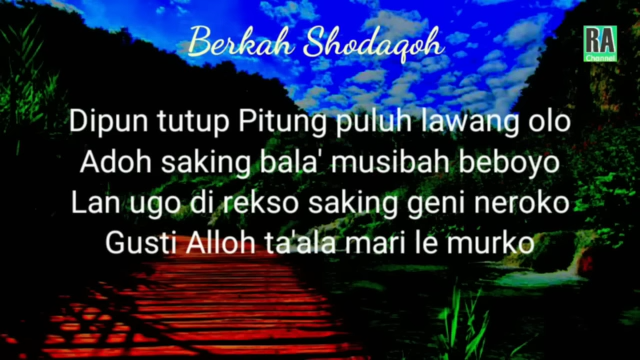 Berkah Shodaqoh
RA
Channel
Dipun tutup Pitung puluh lawang olo
Adoh saking bala' musibah beboyo
Lan ugo di rekso saking geni neroko
Gusti Alloh ta'ala mari le murko